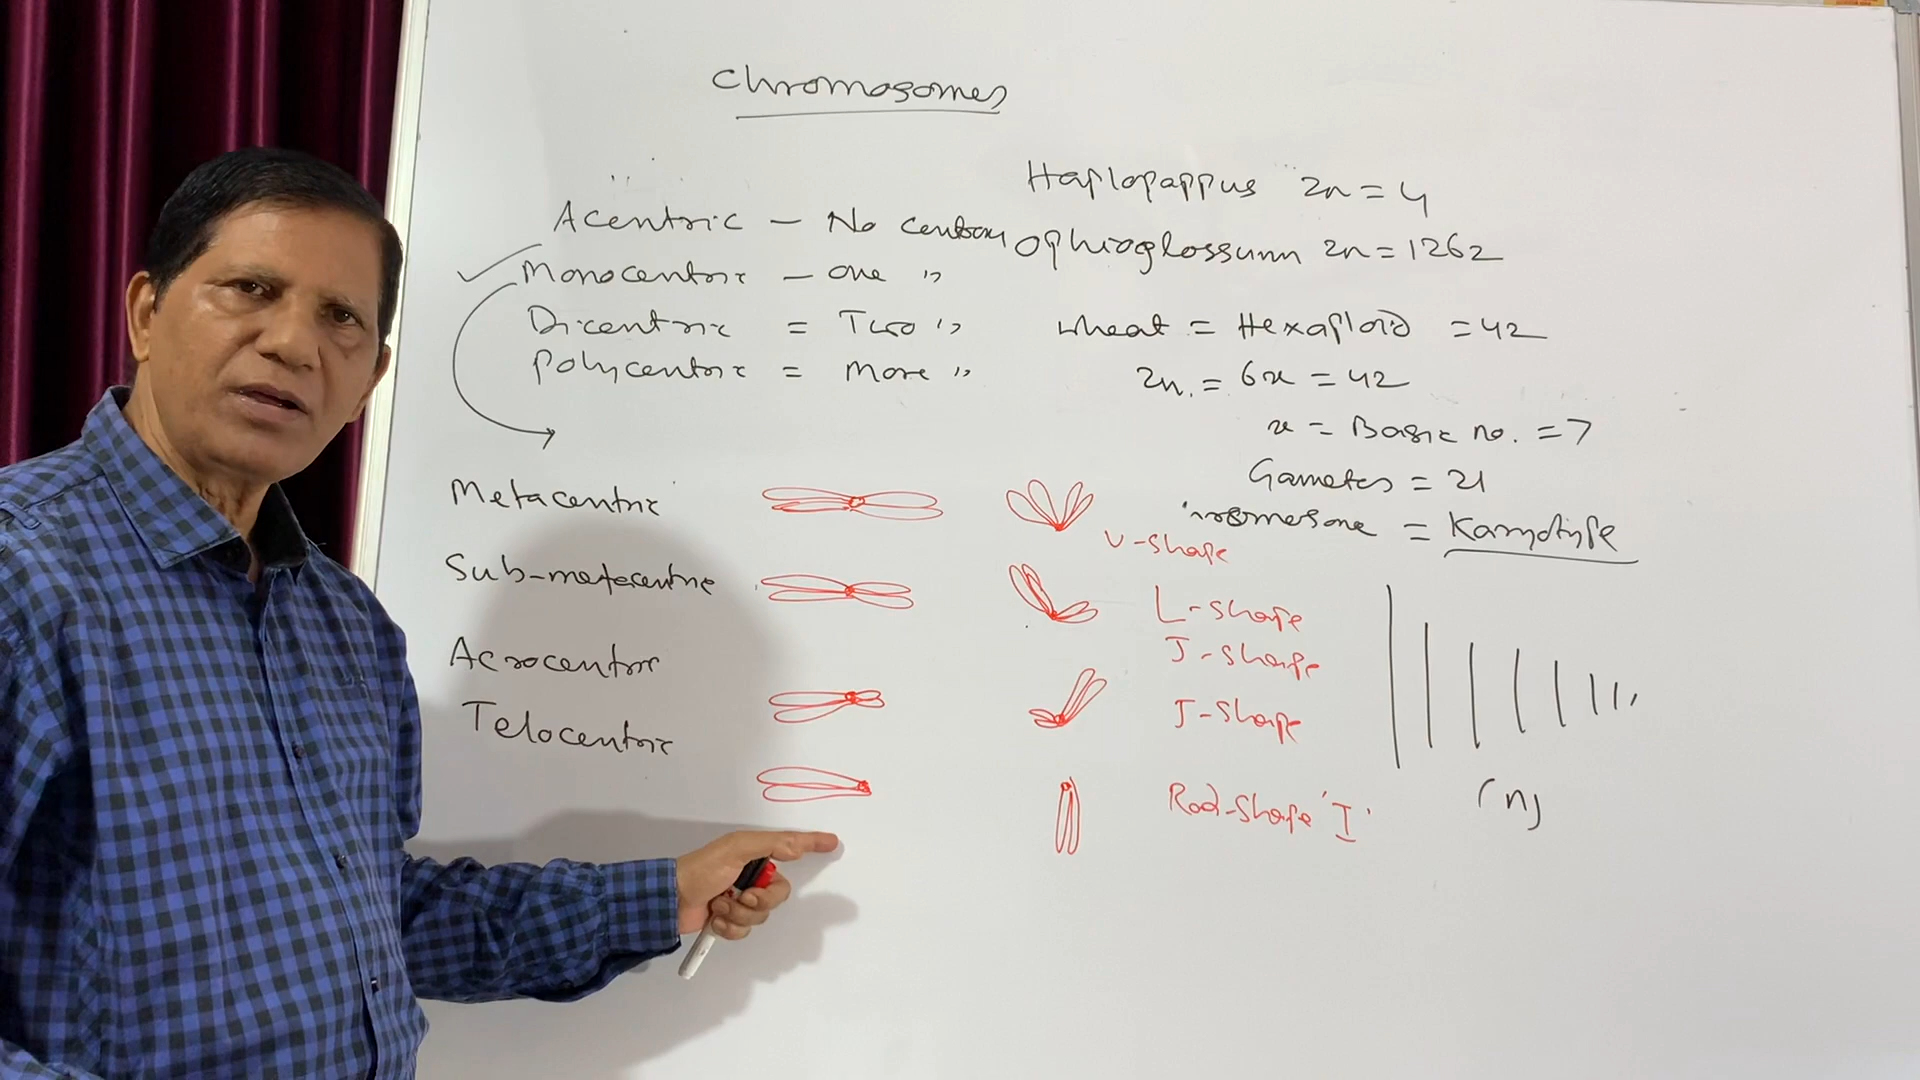 Chromosomes
Acentric – No centrom
Monocentric – one "
Dicentric = Two "
Polycentric = More "
Haplopappus 2n = 4
Ophioglossum 2n = 1262
Wheat = Hexaploid = 42
2n = 6x = 42
x = Basic no. = 7
Gametes = 21
= Karyotype
Metacentric
V-shape
Sub-metacentric
L-shape
J-shape
Acrocentric
J-shape
Telocentric
Rod-shape 'I'
(n)